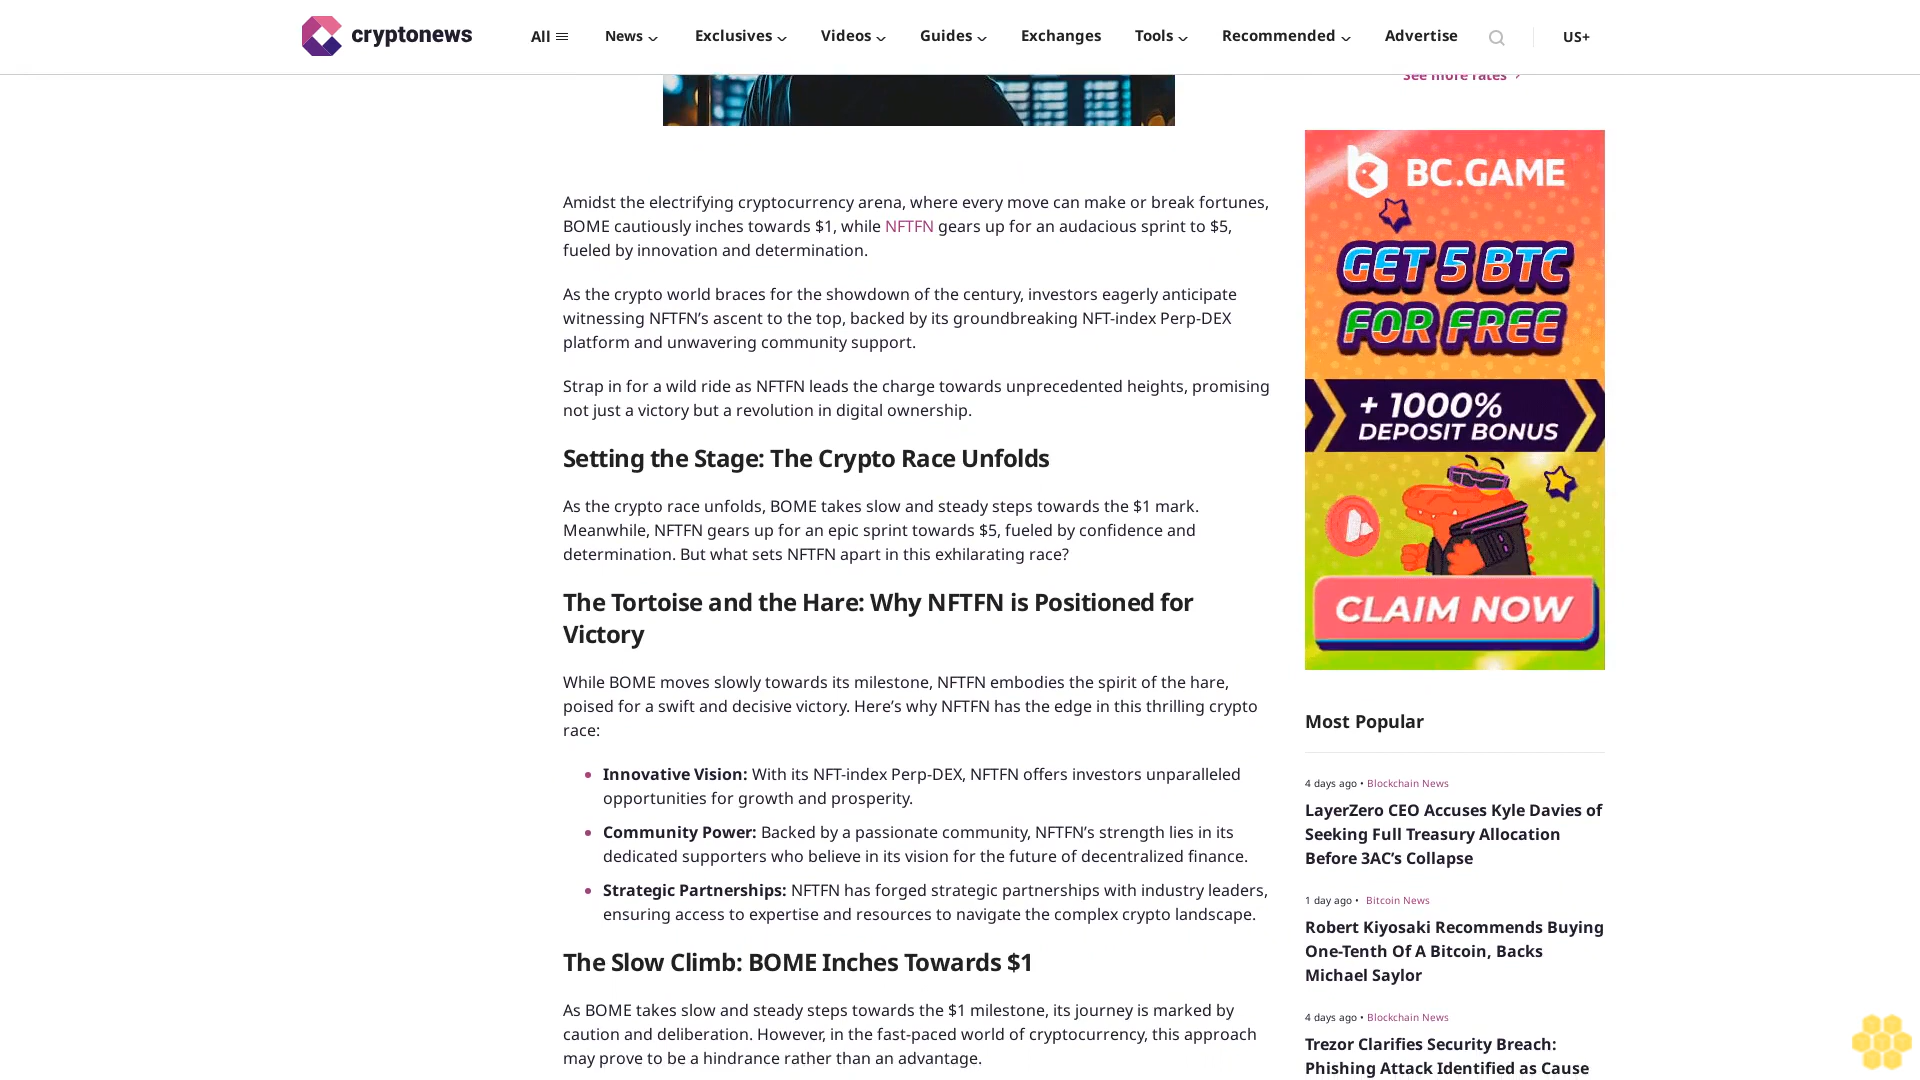 cryptonews
All
News
Exclusives
Videos
Guides
Exchanges
Tools
Recommended
Advertise
US+
See more rates
Amidst the electrifying cryptocurrency arena, where every move can make or break fortunes,
BOME cautiously inches towards $1, while NFTFN gears up for an audacious sprint to $5,
fueled by innovation and determination.
As the crypto world braces for the showdown of the century, investors eagerly anticipate
witnessing NFTFN’s ascent to the top, backed by its groundbreaking NFT-index Perp-DEX
platform and unwavering community support.
Strap in for a wild ride as NFTFN leads the charge towards unprecedented heights, promising
not just a victory but a revolution in digital ownership.
Setting the Stage: The Crypto Race Unfolds
As the crypto race unfolds, BOME takes slow and steady steps towards the $1 mark.
Meanwhile, NFTFN gears up for an epic sprint towards $5, fueled by confidence and
determination. But what sets NFTFN apart in this exhilarating race?
The Tortoise and the Hare: Why NFTFN is Positioned for
Victory
While BOME moves slowly towards its milestone, NFTFN embodies the spirit of the hare,
poised for a swift and decisive victory. Here’s why NFTFN has the edge in this thrilling crypto
race:
• Innovative Vision: With its NFT-index Perp-DEX, NFTFN offers investors unparalleled
opportunities for growth and prosperity.
• Community Power: Backed by a passionate community, NFTFN’s strength lies in its
dedicated supporters who believe in its vision for the future of decentralized finance.
• Strategic Partnerships: NFTFN has forged strategic partnerships with industry leaders,
ensuring access to expertise and resources to navigate the complex crypto landscape.
The Slow Climb: BOME Inches Towards $1
As BOME takes slow and steady steps towards the $1 milestone, its journey is marked by
caution and deliberation. However, in the fast-paced world of cryptocurrency, this approach
may prove to be a hindrance rather than an advantage.
BC.GAME
GET 5 BTC
FOR FREE
+ 1000%
DEPOSIT BONUS
CLAIM NOW
Most Popular
4 days ago • Blockchain News
LayerZero CEO Accuses Kyle Davies of
Seeking Full Treasury Allocation
Before 3AC’s Collapse
1 day ago • Bitcoin News
Robert Kiyosaki Recommends Buying
One-Tenth Of A Bitcoin, Backs
Michael Saylor
4 days ago • Blockchain News
Trezor Clarifies Security Breach:
Phishing Attack Identified as Cause